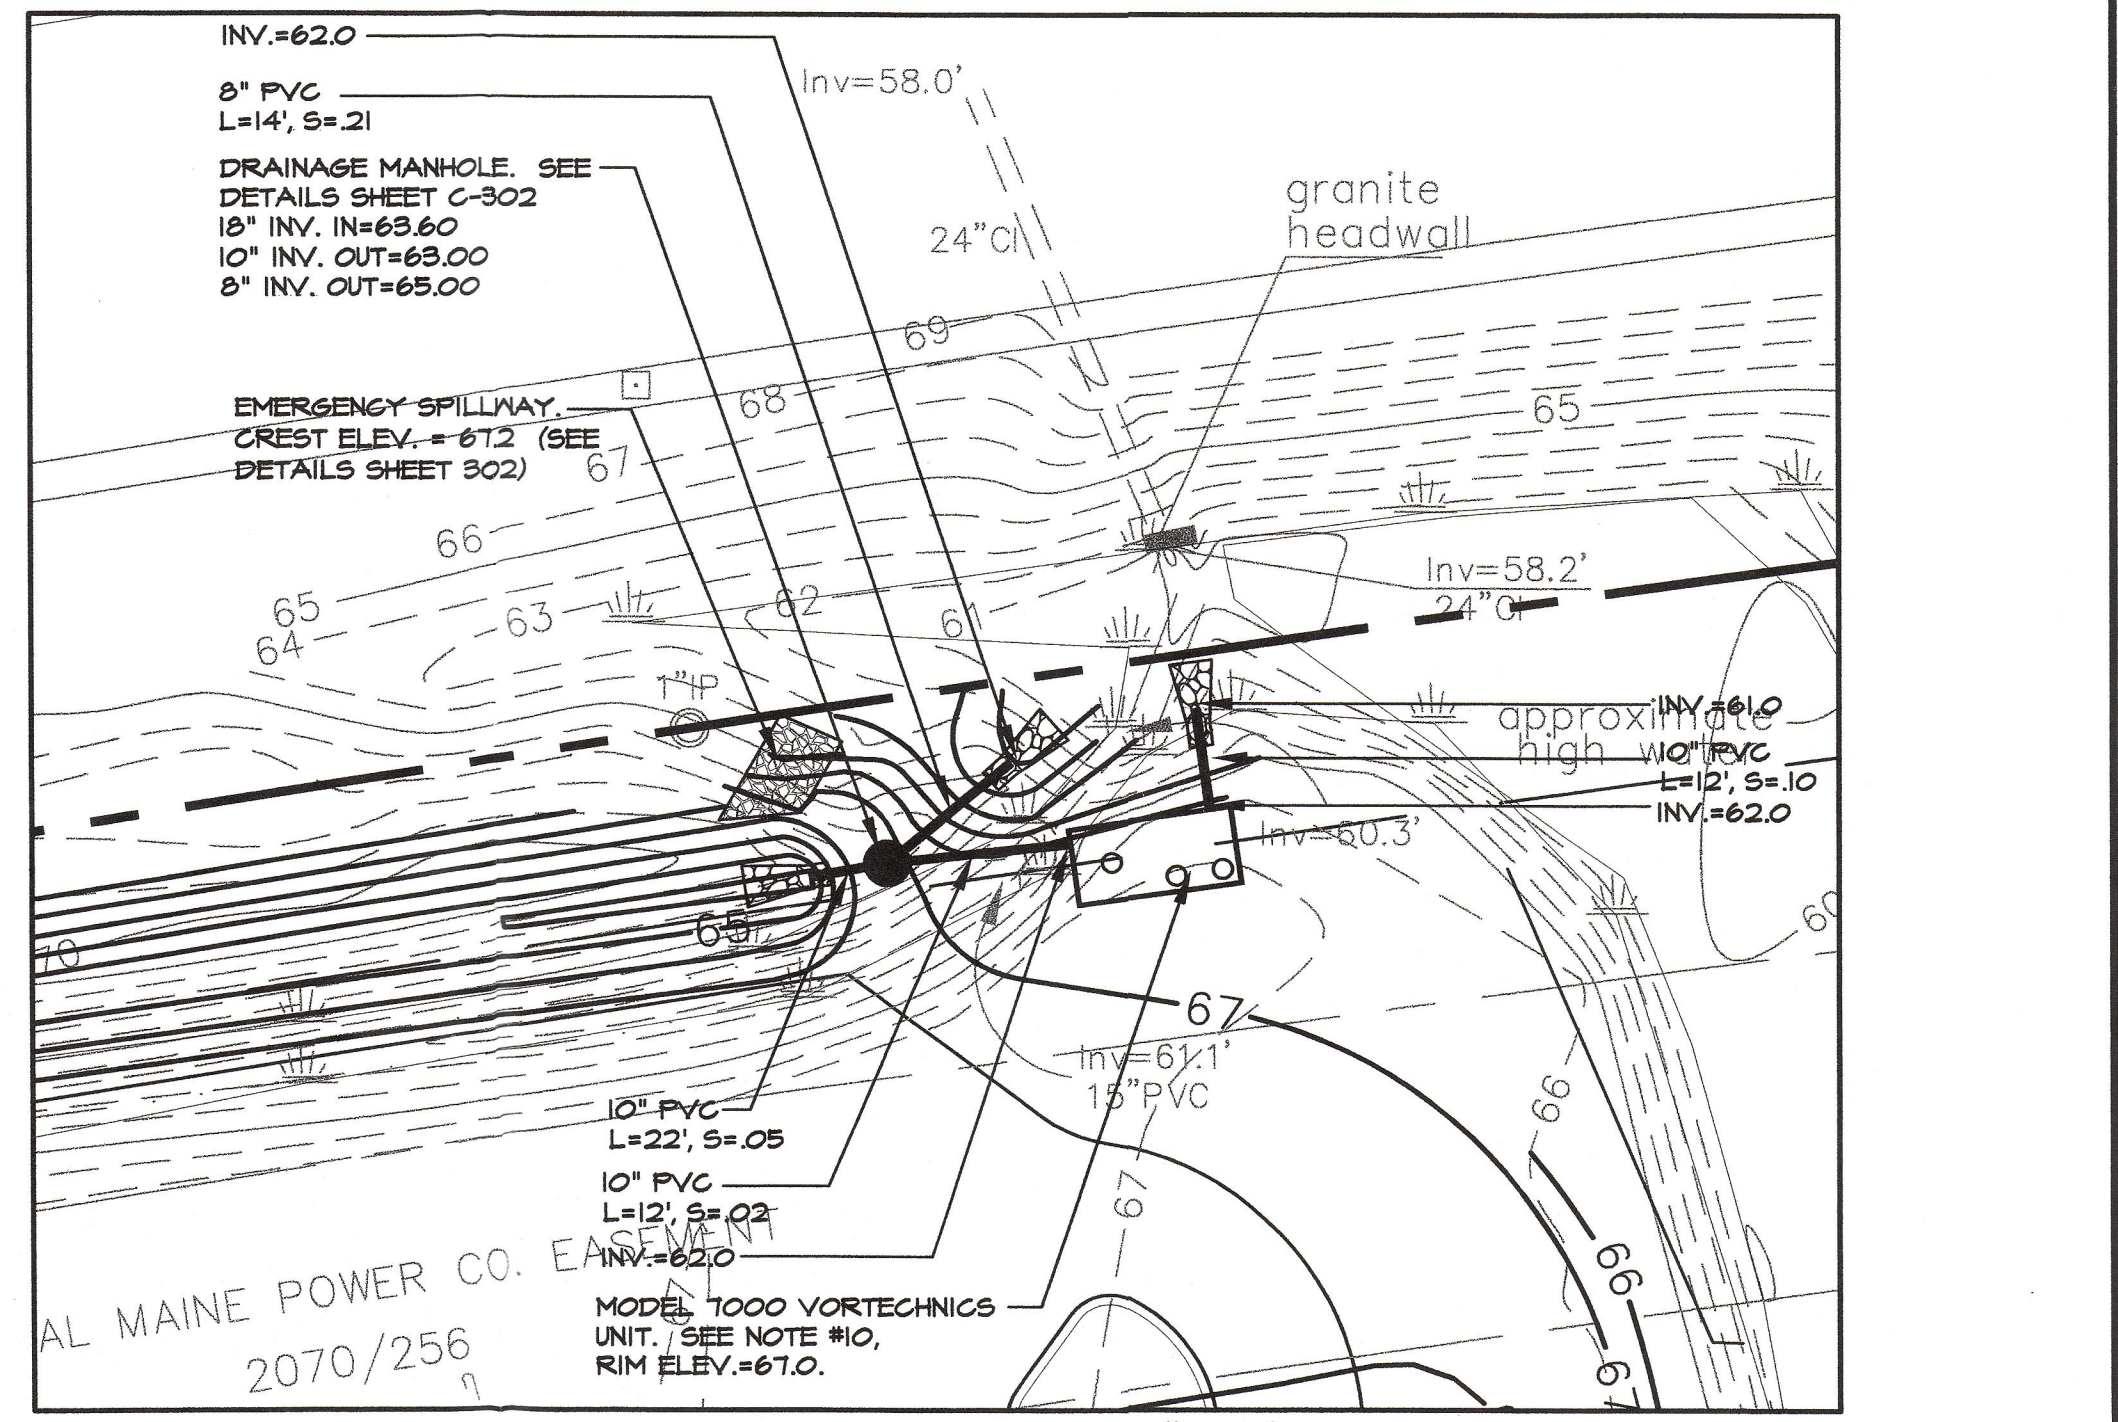 INV.=62.0
8" PVC
L=14', S=.21
DRAINAGE MANHOLE. SEE
DETAILS SHEET C-302
18" INV. IN=63.60
10" INV. OUT=63.00
8" INV. OUT=65.00
EMERGENCY SPILLWAY.
CREST ELEV. = 67.2 (SEE
DETAILS SHEET 302)
Inv=58.0'
24"CI
granite
headwall
69
68
67
66
65
64
63
62
61
65
Inv=58.2'
24"CI
1"IP
approximate
high water
INV.=61.0
10" PVC
L=12', S=.10
INV.=62.0
Inv=60.3'
60
65
70
67
Inv=61.1'
15"PVC
66
67
66
67
10" PVC
L=22', S=.05
10" PVC
L=12', S=.02
INV.=62.0
MODEL 7000 VORTECHNICS
UNIT. SEE NOTE #10,
RIM ELEV.=67.0.
AL MAINE POWER CO. EASEMENT
2070/256